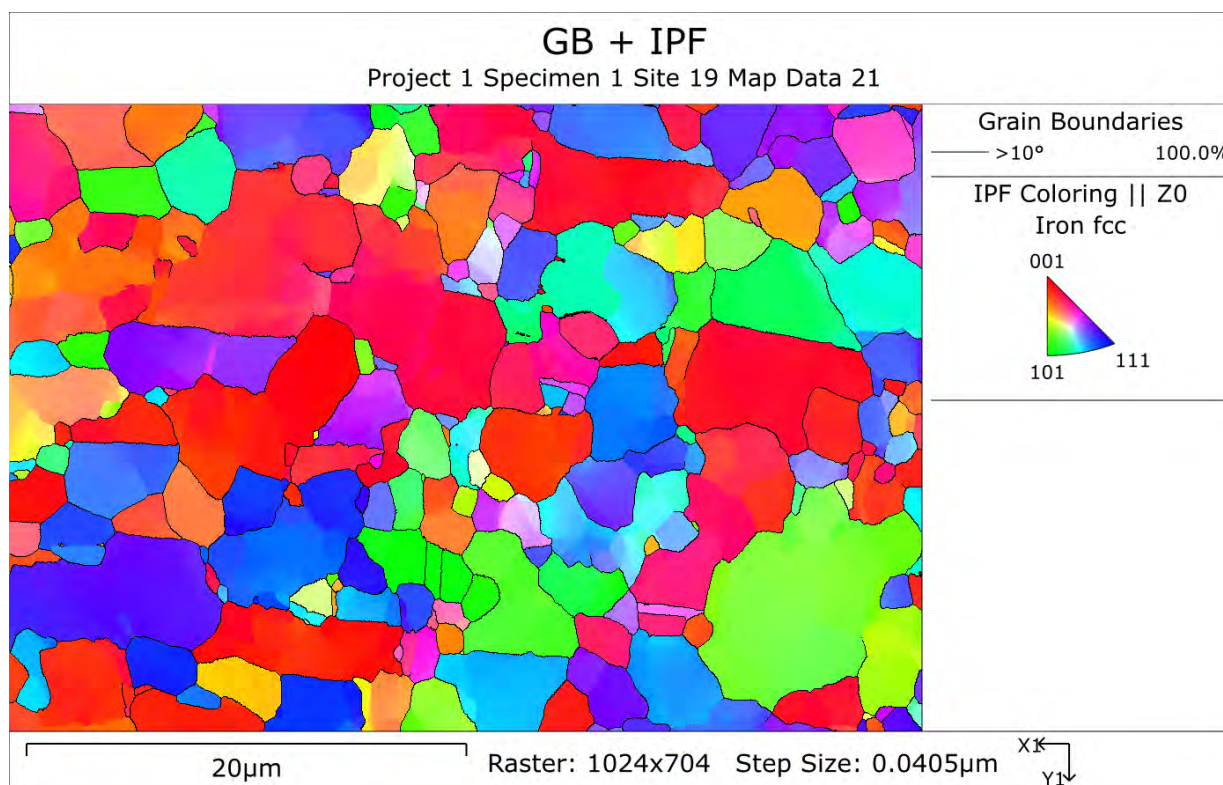 GB + IPF
Project 1 Specimen 1 Site 19 Map Data 21
Grain Boundaries
>10° 100.0%
IPF Coloring || Z0
Iron fcc
001
101 111
20µm
Raster: 1024x704 Step Size: 0.0405µm
X1
Y1